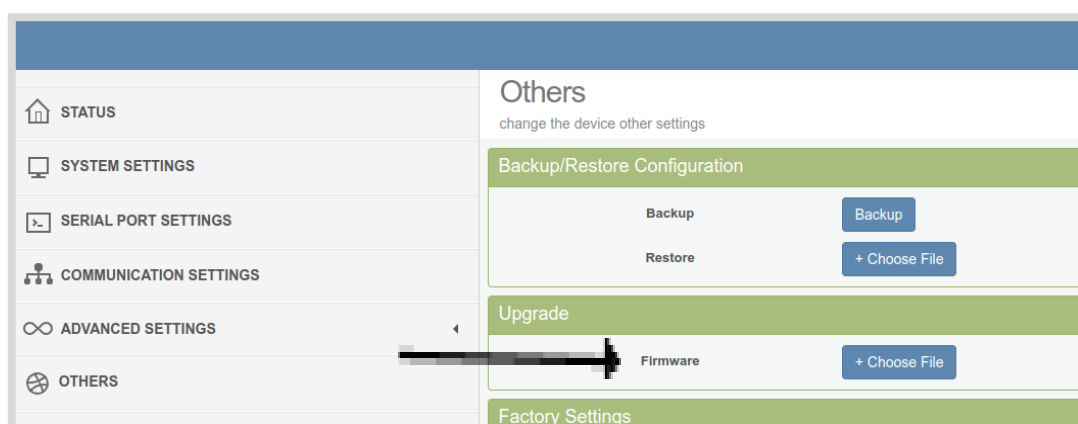 STATUS
SYSTEM SETTINGS
SERIAL PORT SETTINGS
COMMUNICATION SETTINGS
ADVANCED SETTINGS
OTHERS
Others
change the device other settings
Backup/Restore Configuration
Backup Backup
Restore + Choose File
Upgrade
Firmware + Choose File
Factory Settings